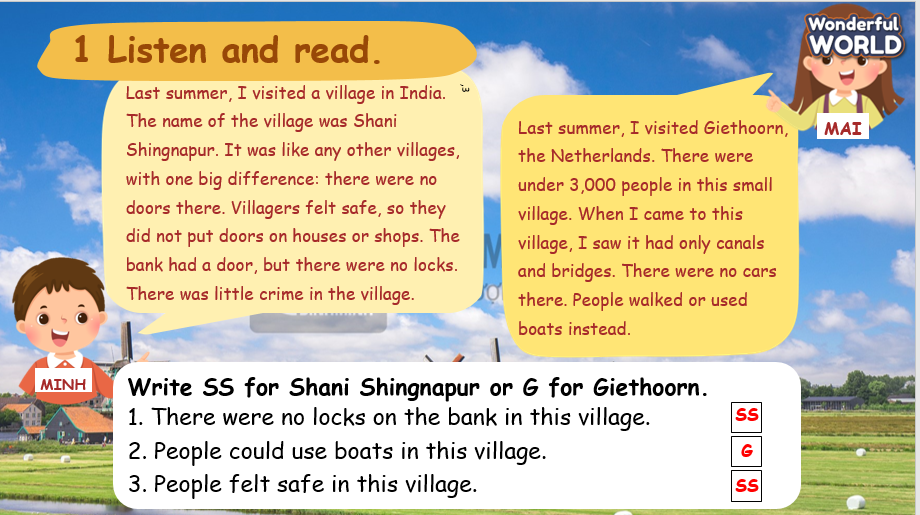 1 Listen and read.
Wonderful
WORLD
Last summer, I visited a village in India.
The name of the village was Shani
Shingnapur. It was like any other villages,
with one big difference: there were no
doors there. Villagers felt safe, so they
did not put doors on houses or shops. The
bank had a door, but there were no locks.
There was little crime in the village.
MAI
Last summer, I visited Giethoorn,
the Netherlands. There were
under 3,000 people in this small
village. When I came to this
village, I saw it had only canals
and bridges. There were no cars
there. People walked or used
boats instead.
MINH
Write SS for Shani Shingnapur or G for Giethoorn.
1. There were no locks on the bank in this village. SS
2. People could use boats in this village. G
3. People felt safe in this village. SS